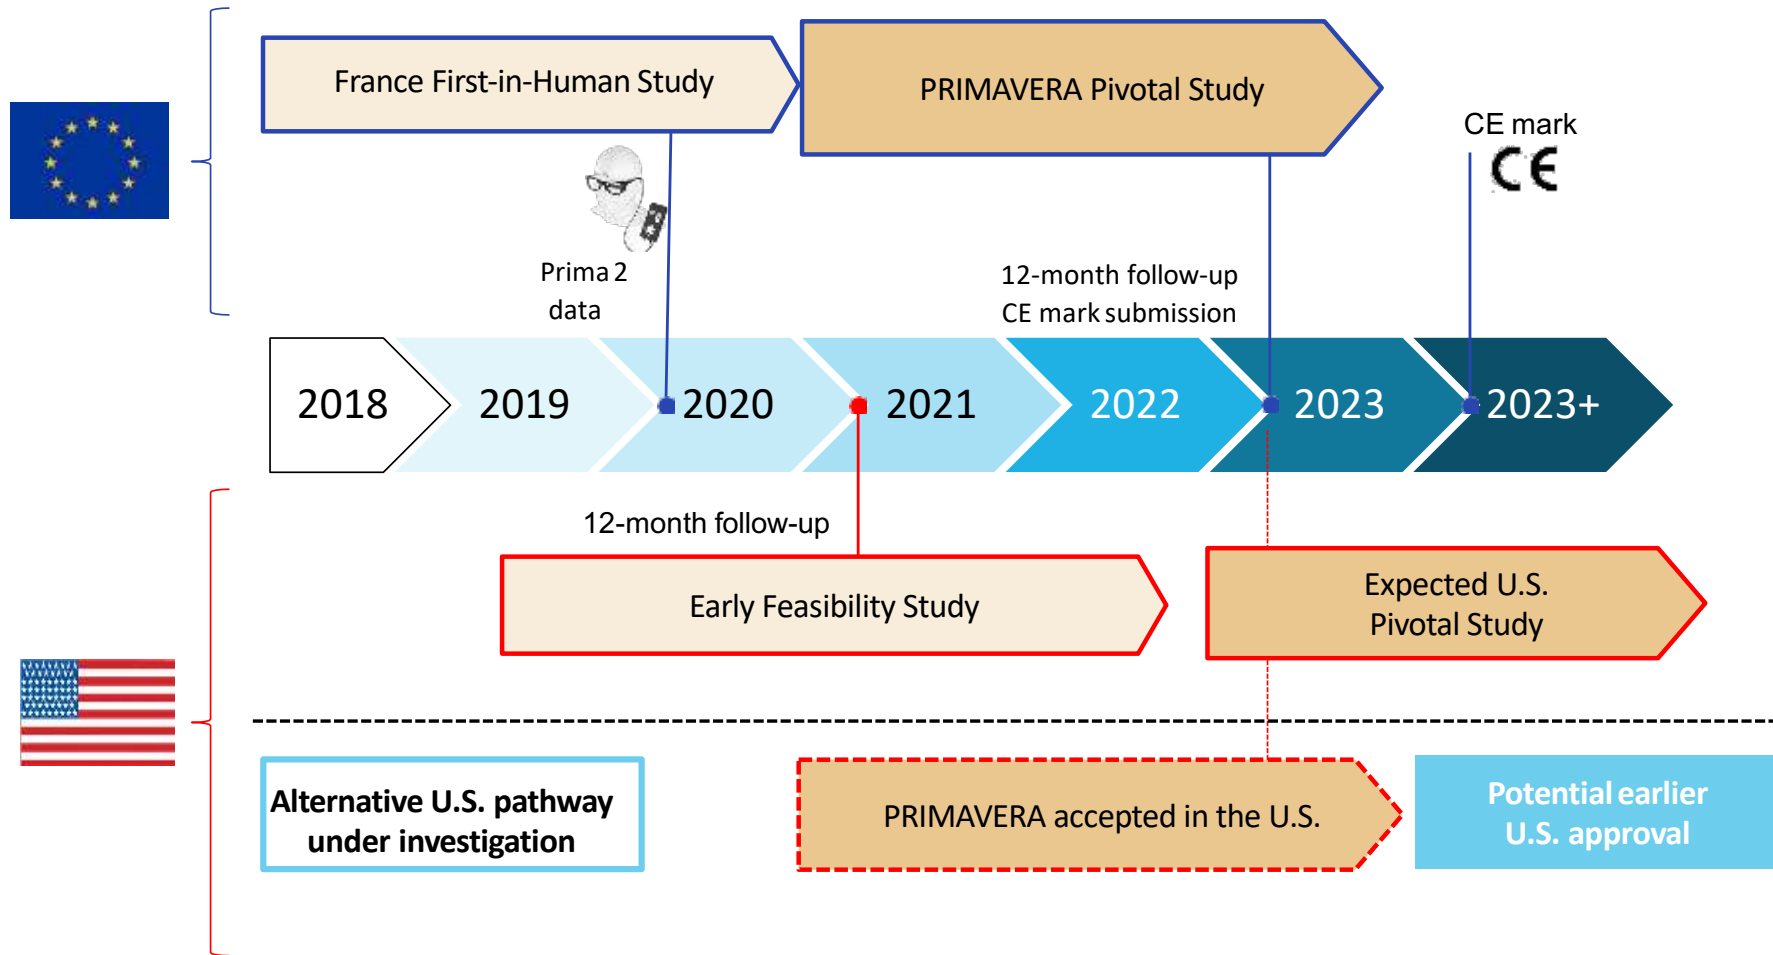 France First-in-Human Study
PRIMAVERA Pivotal Study
CE mark
CE
Prima 2
data
12-month follow-up
CE mark submission
2018
2019
2020
2021
2022
2023
2023+
12-month follow-up
Early Feasibility Study
Expected U.S.
Pivotal Study
Alternative U.S. pathway
under investigation
PRIMAVERA accepted in the U.S.
Potential earlier
U.S. approval